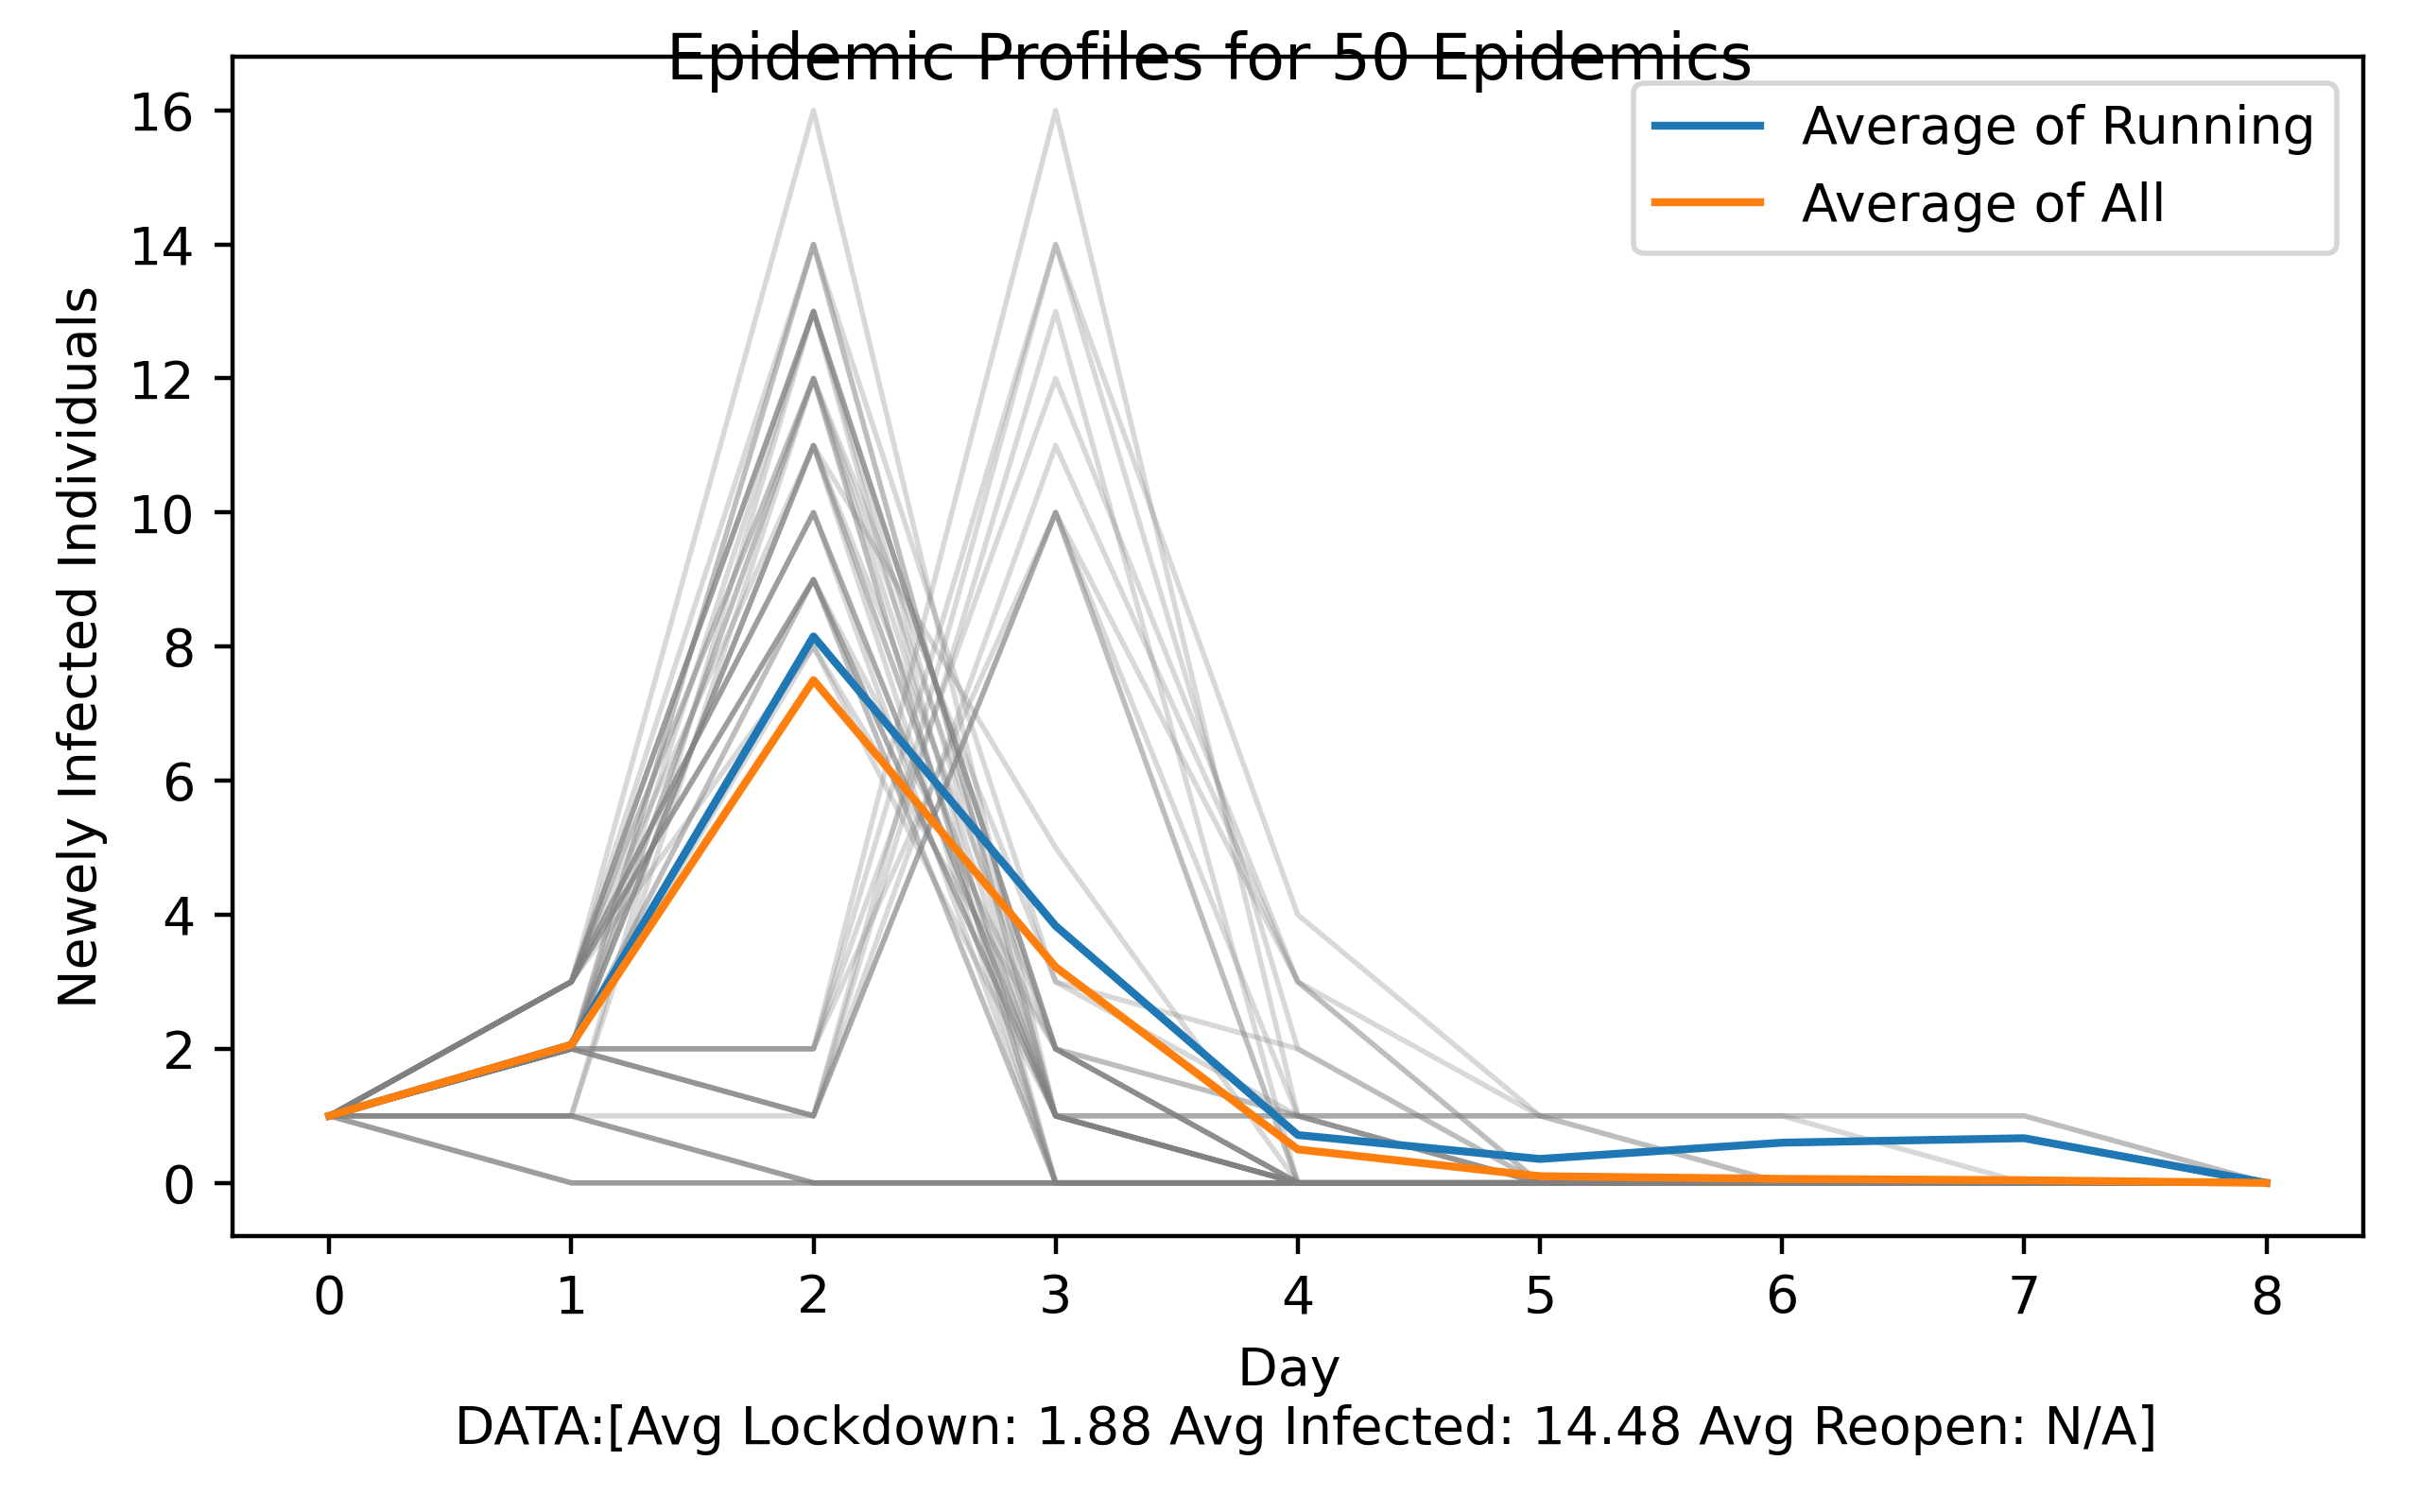 Epidemic Profiles for 50 Epidemics
Average of Running
Average of All
Newly Infected Individuals
16
14
12
10
8
6
4
2
0
0 1 2 3 4 5 6 7 8
Day
DATA:[Avg Lockdown: 1.88 Avg Infected: 14.48 Avg Reopen: N/A]